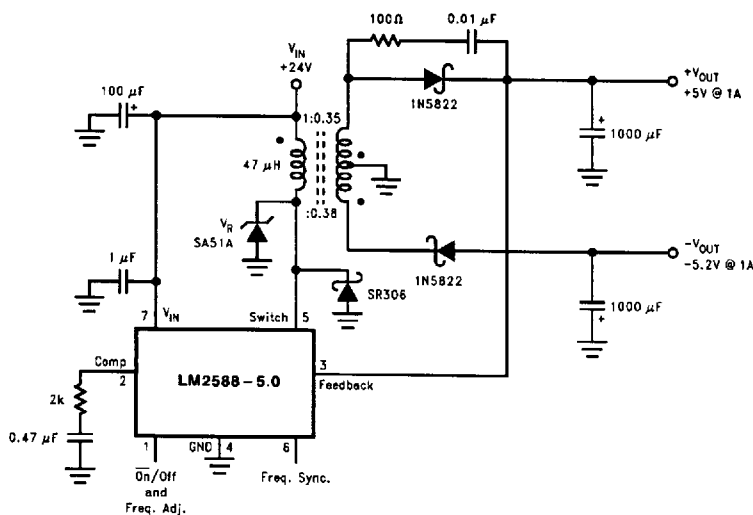 100Ω
0.01 µF
V_IN
+24V
100 µF
+
1:0.35
1N5822
+V_OUT
+5V @ 1A
+
1000 µF
47 µH
:0.38
V_R
SA51A
1 µF
1N5822
-V_OUT
-5.2V @ 1A
SR306
1000 µF
+
7
V_IN
Switch
5
Comp
2
LM2588-5.0
3
Feedback
2k
0.47 µF
1
GND
4
6
O̅n̅/Off
and
Freq. Adj.
Freq. Sync.